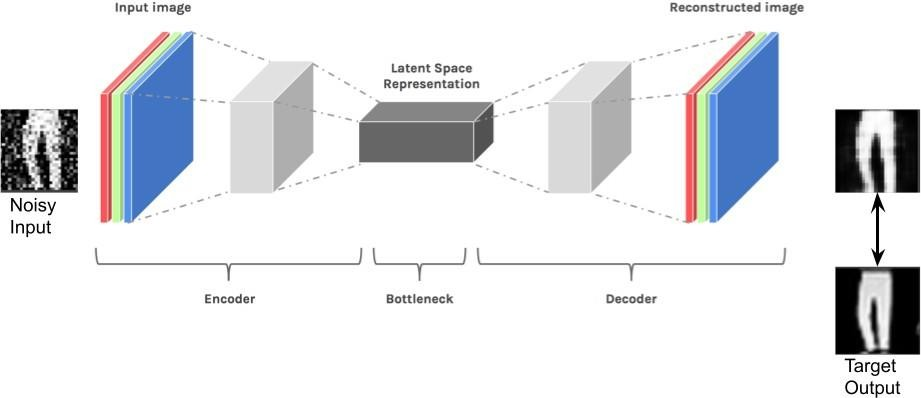 Input image
Reconstructed image
Latent Space
Representation
Noisy
Input
Encoder
Bottleneck
Decoder
Target
Output